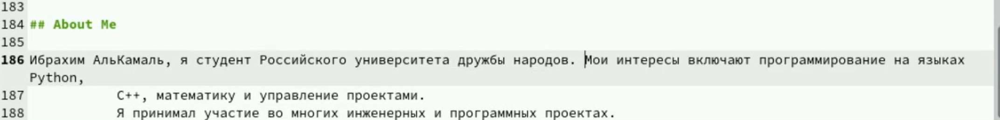 183
184 ## About Me
185
186 Ибрахим АльКамаль, я студент Российского университета дружбы народов. Мои интересы включают программирование на языках
Python,
187 C++, математику и управление проектами.
188 Я принимал участие во многих инженерных и программных проектах.